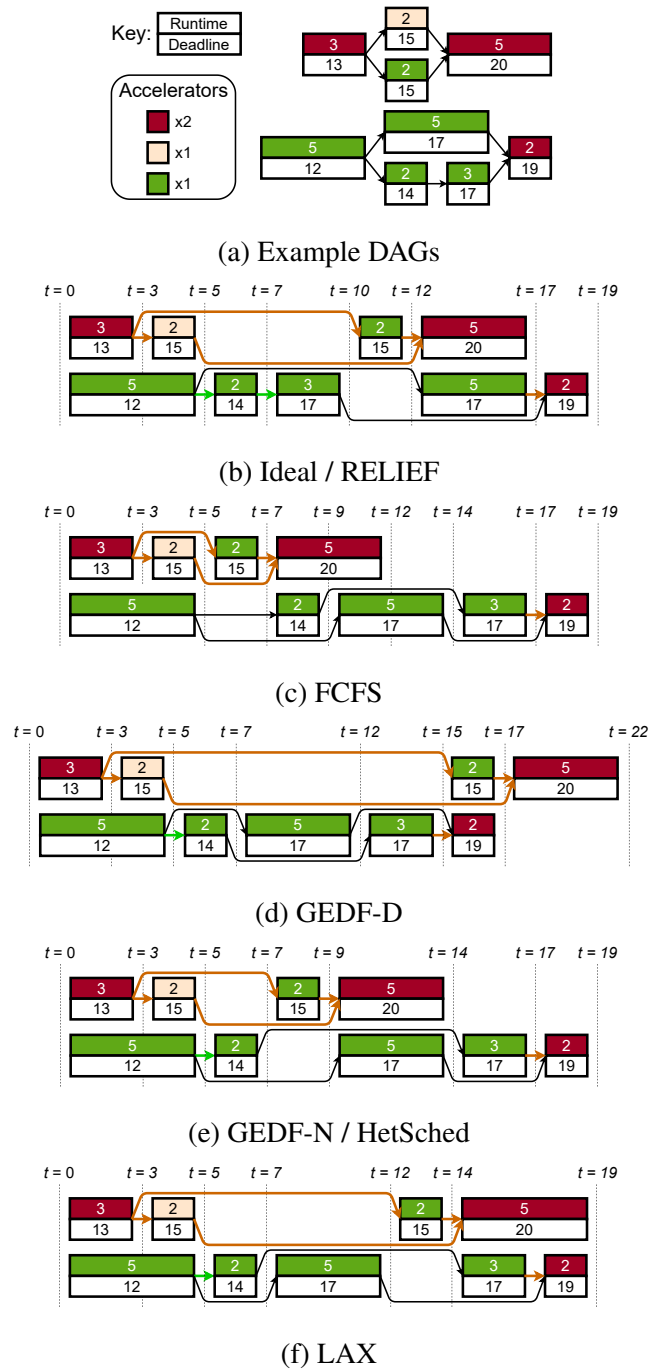 Key:
Runtime
Deadline
Accelerators
x2
x1
x1
3
13
2
15
2
15
5
20
5
12
5
17
2
14
3
17
2
19
(a) Example DAGs
t = 0 t = 3 t = 5 t = 7 t = 10 t = 12 t = 17 t = 19
3 2 2 5
13 15 15 20
5 2 3 5 2
12 14 17 17 19
(b) Ideal / RELIEF
t = 0 t = 3 t = 5 t = 7 t = 9 t = 12 t = 14 t = 17 t = 19
3 2 2 5
13 15 15 20
5 2 5 3 2
12 14 17 17 19
(c) FCFS
t = 0 t = 3 t = 5 t = 7 t = 12 t = 15 t = 17 t = 22
3 2 2 5
13 15 15 20
5 2 5 3 2
12 14 17 17 19
(d) GEDF-D
t = 0 t = 3 t = 5 t = 7 t = 9 t = 14 t = 17 t = 19
3 2 2 5
13 15 15 20
5 2 5 3 2
12 14 17 17 19
(e) GEDF-N / HetSched
t = 0 t = 3 t = 5 t = 7 t = 12 t = 14 t = 19
3 2 2 5
13 15 15 20
5 2 5 3 2
12 14 17 17 19
(f) LAX